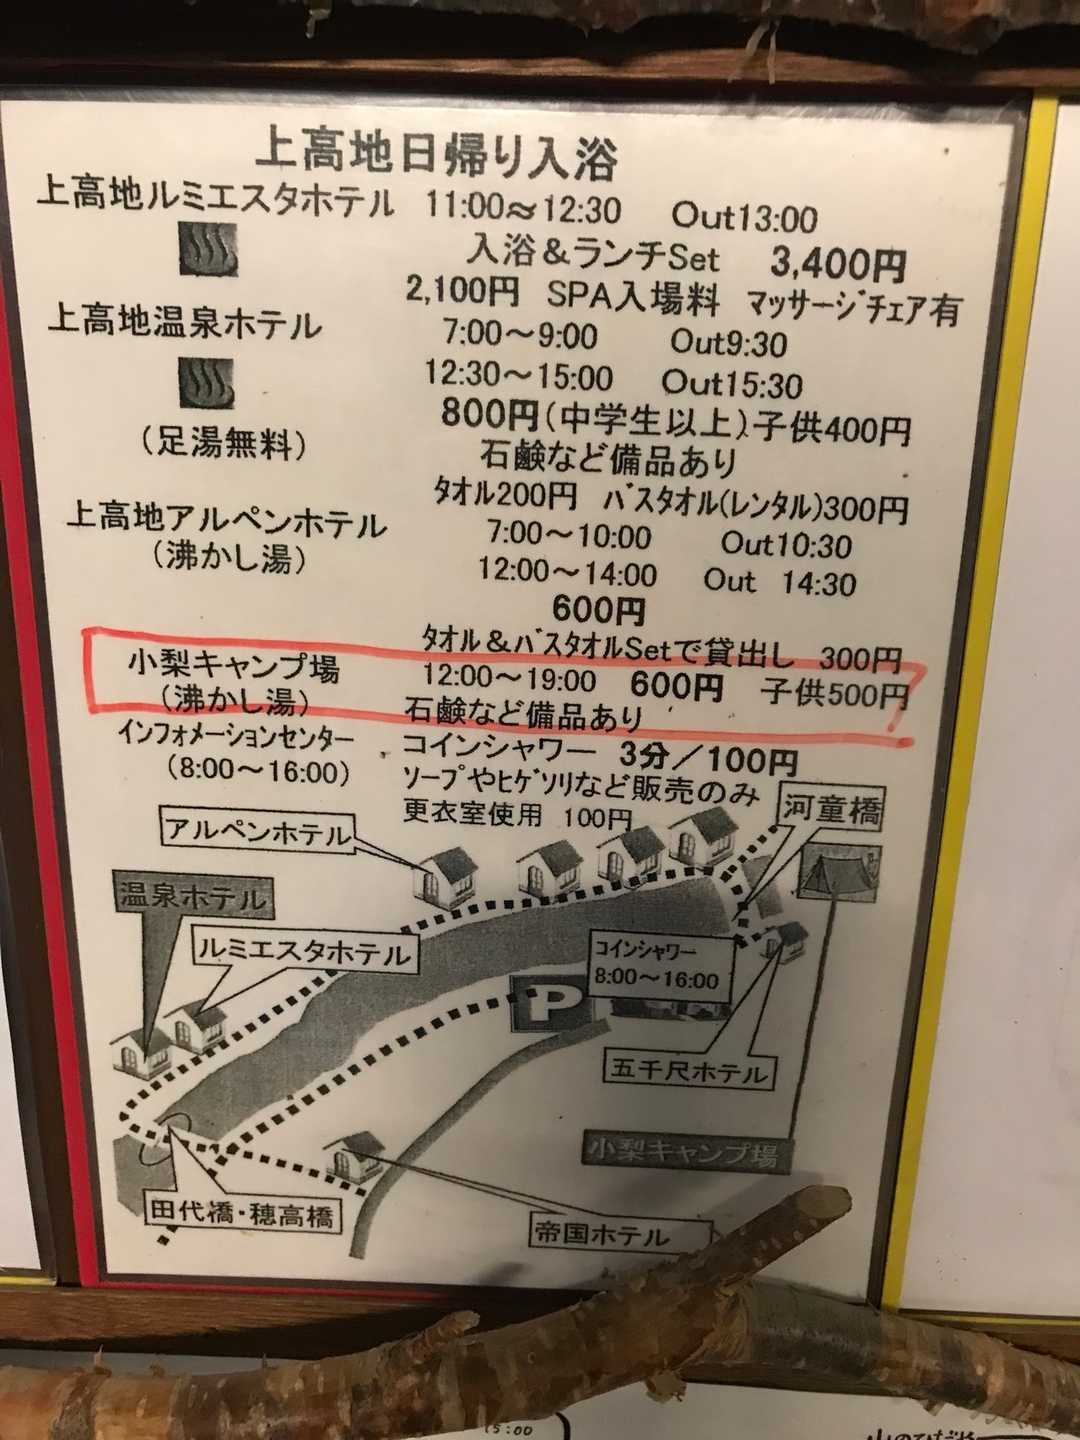 上高地日帰り入浴
上高地ルミエスタホテル 11:00≈12:30 Out13:00
入浴&ランチSet 3,400円
2,100円 SPA入場料 マッサージチェア有
上高地温泉ホテル 7:00～9:00 Out9:30
12:30～15:00 Out15:30
800円(中学生以上)子供400円
(足湯無料)
石鹸など備品あり
タオル200円 バスタオル(レンタル)300円
上高地アルペンホテル 7:00～10:00 Out10:30
(沸かし湯) 12:00～14:00 Out 14:30
600円
タオル&バスタオルSetで貸出し 300円
小梨キャンプ場 12:00～19:00 600円 子供500円
(沸かし湯) 石鹸など備品あり
インフォメーションセンター コインシャワー 3分/100円
(8:00～16:00) ソープやヒゲソリなど販売のみ
更衣室使用 100円
河童橋
アルペンホテル
温泉ホテル
ルミエスタホテル
コインシャワー
8:00～16:00
P
五千尺ホテル
小梨キャンプ場
田代橋・穂高橋
帝国ホテル
15:00